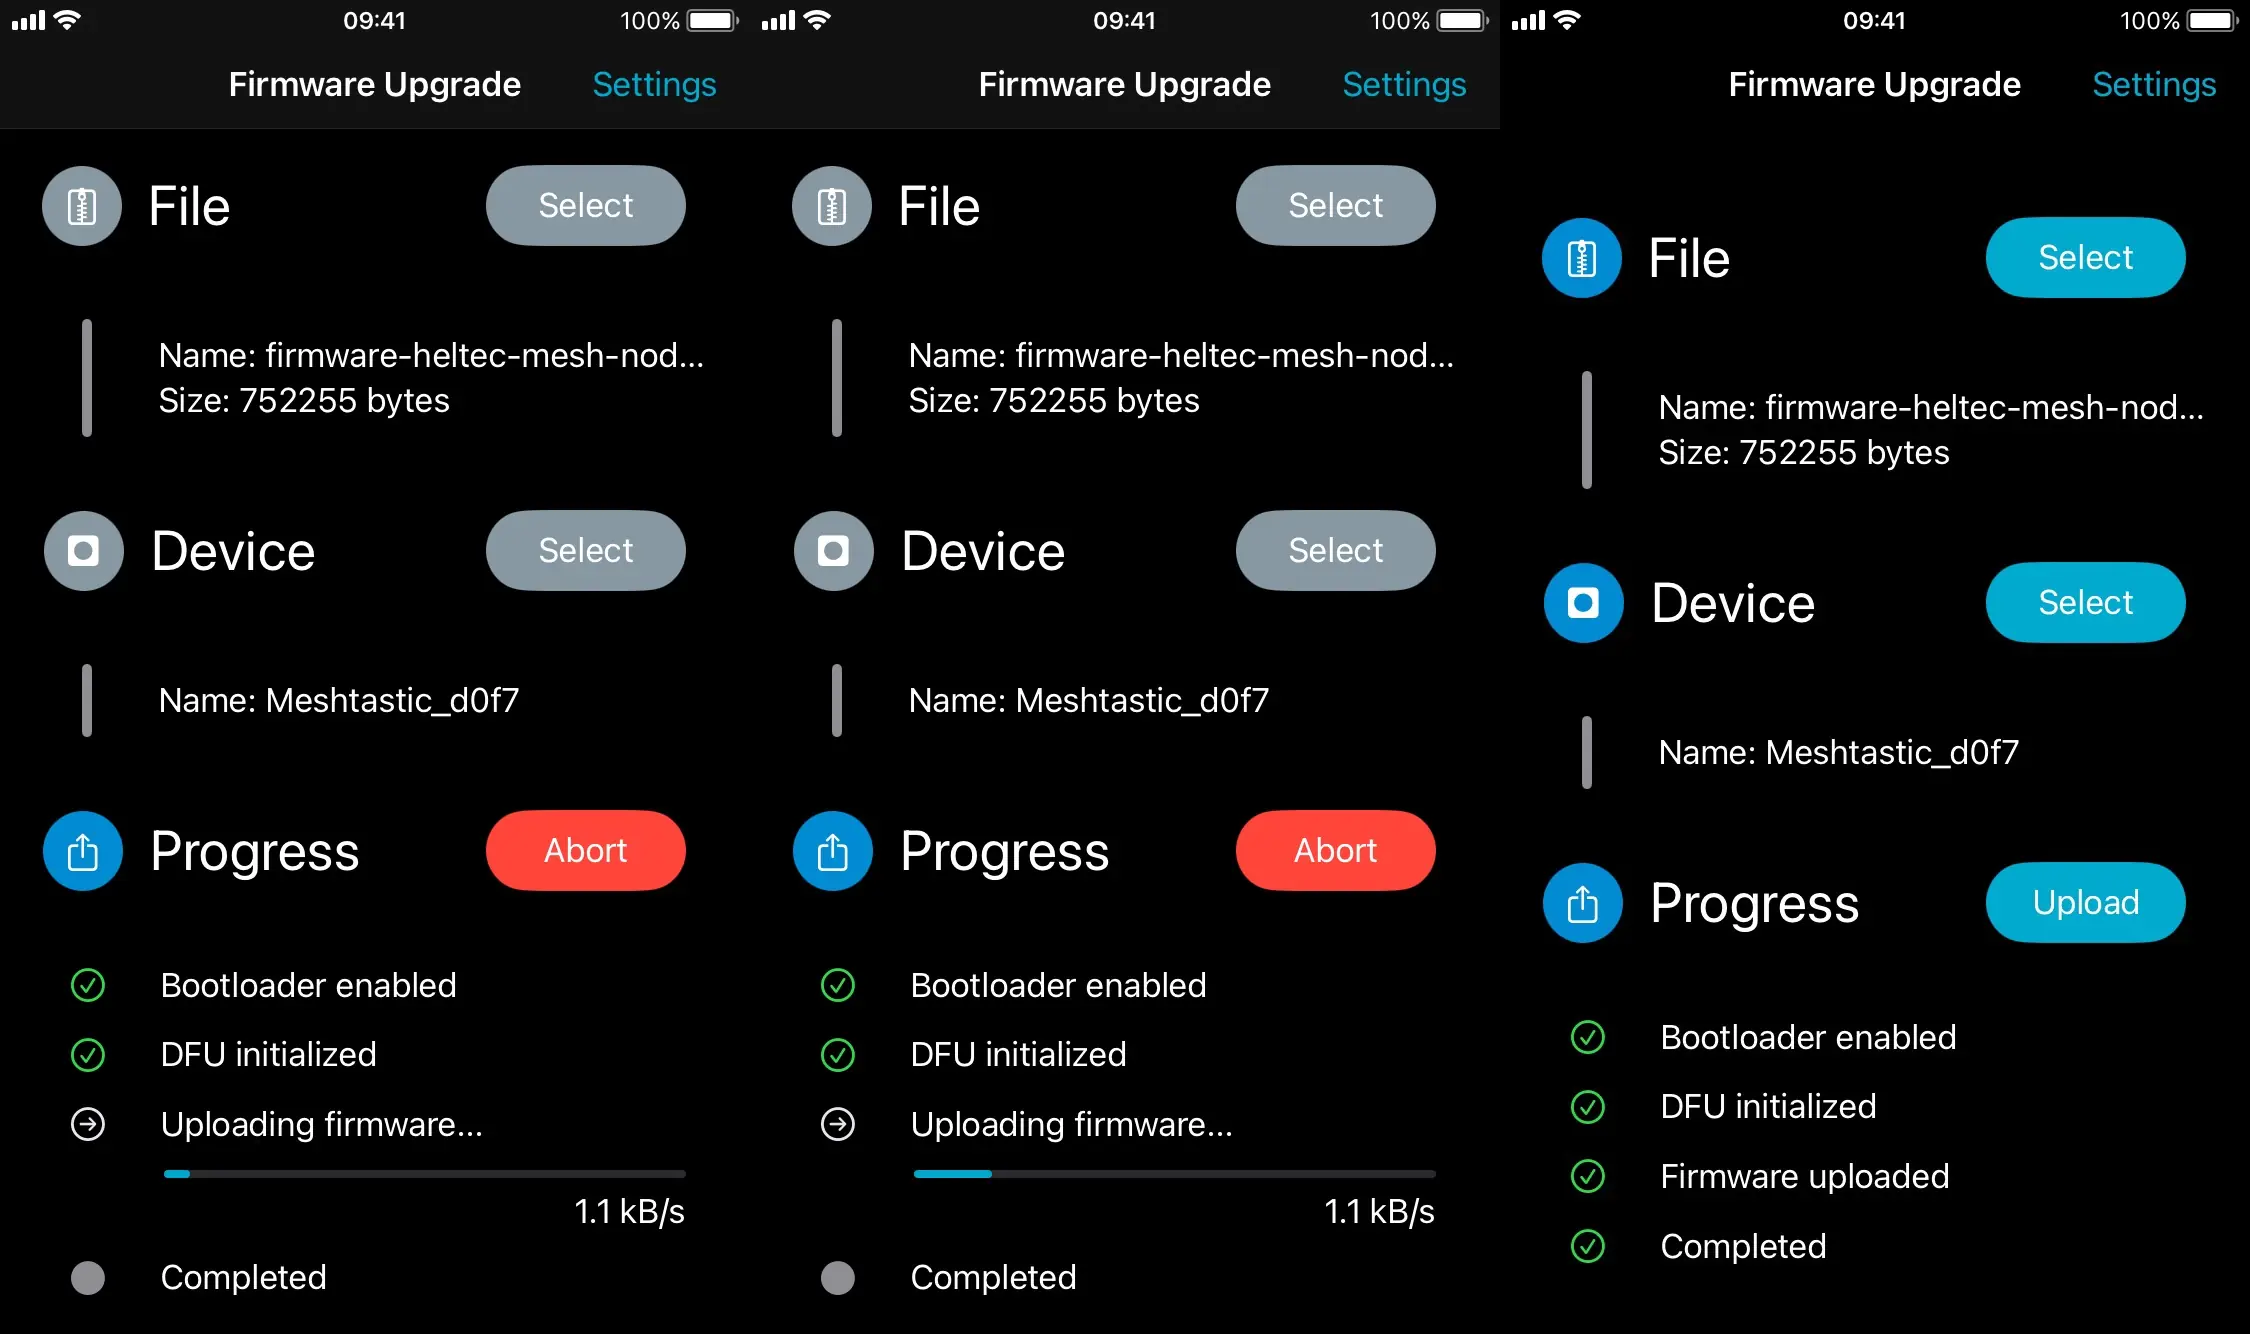 09:41
100%
Firmware Upgrade
Settings
File
Select
Name: firmware-heltec-mesh-nod...
Size: 752255 bytes
Device
Select
Name: Meshtastic_d0f7
Progress
Abort
Bootloader enabled
DFU initialized
Uploading firmware...
1.1 kB/s
Completed
09:41
100%
Firmware Upgrade
Settings
File
Select
Name: firmware-heltec-mesh-nod...
Size: 752255 bytes
Device
Select
Name: Meshtastic_d0f7
Progress
Abort
Bootloader enabled
DFU initialized
Uploading firmware...
1.1 kB/s
Completed
09:41
100%
Firmware Upgrade
Settings
File
Select
Name: firmware-heltec-mesh-nod...
Size: 752255 bytes
Device
Select
Name: Meshtastic_d0f7
Progress
Upload
Bootloader enabled
DFU initialized
Firmware uploaded
Completed